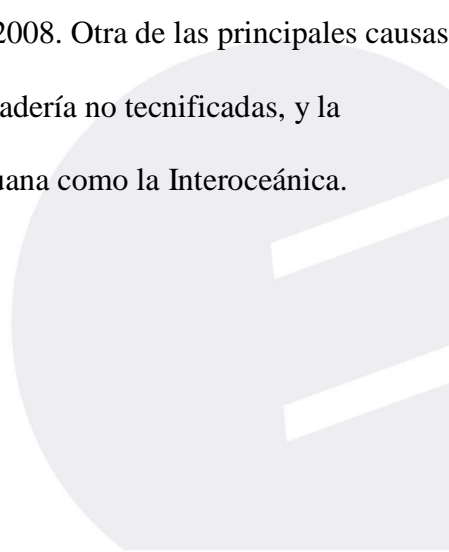 2008. Otra de las principales causas
adería no tecnificadas, y la
uana como la Interoceánica.